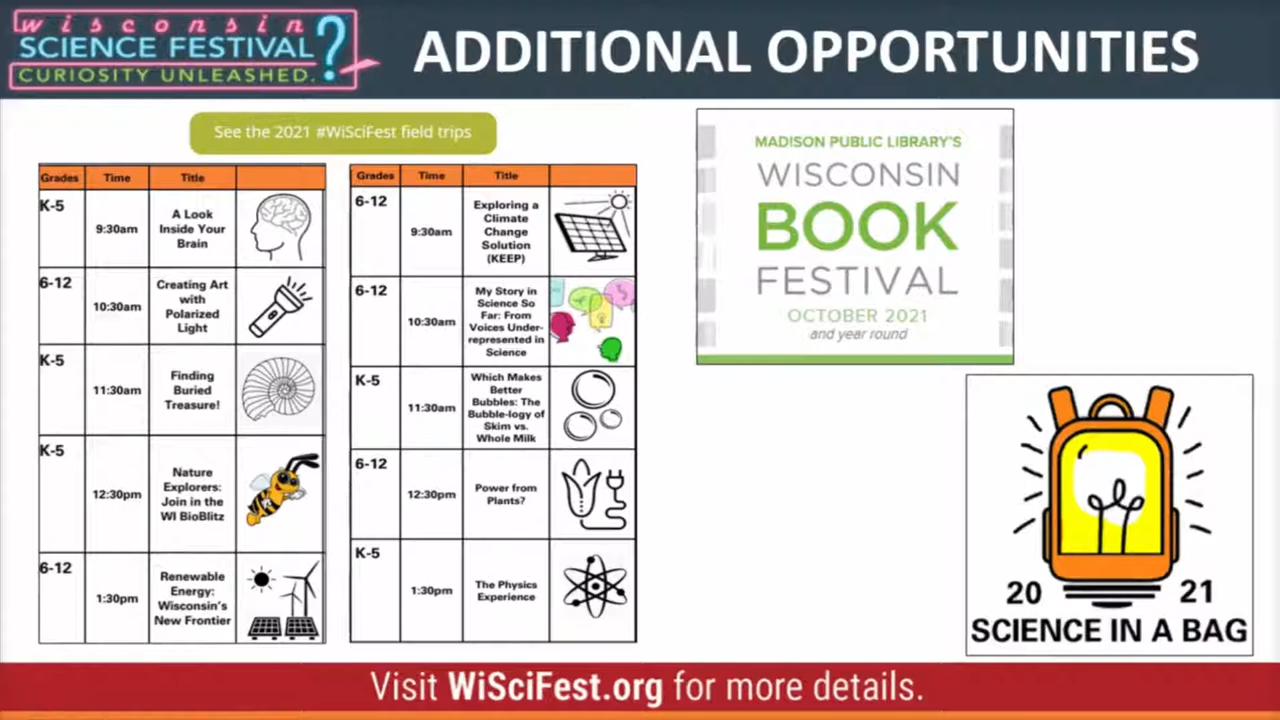 wisconsin
SCIENCE FESTIVAL
CURIOSITY UNLEASHED.
?
ADDITIONAL OPPORTUNITIES
See the 2021 #WiSciFest field trips
Grades Time Title
K-5
9:30am
A Look
Inside Your
Brain
6-12
10:30am
Creating Art
with
Polarized
Light
K-5
11:30am
Finding
Buried
Treasure!
K-5
12:30pm
Nature
Explorers:
Join in the
WI BioBlitz
6-12
1:30pm
Renewable
Energy:
Wisconsin's
New Frontier
Grades Time Title
6-12
9:30am
Exploring a
Climate
Change
Solution
(KEEP)
6-12
10:30am
My Story in
Science So
Far: From
Voices Under-
represented in
Science
K-5
11:30am
Which Makes
Better
Bubbles: The
Bubble-logy of
Skim vs.
Whole Milk
6-12
12:30pm
Power from
Plants?
K-5
1:30pm
The Physics
Experience
MADISON PUBLIC LIBRARY'S
WISCONSIN
BOOK
FESTIVAL
OCTOBER 2021
and year round
20 21
SCIENCE IN A BAG
Visit WiSciFest.org for more details.